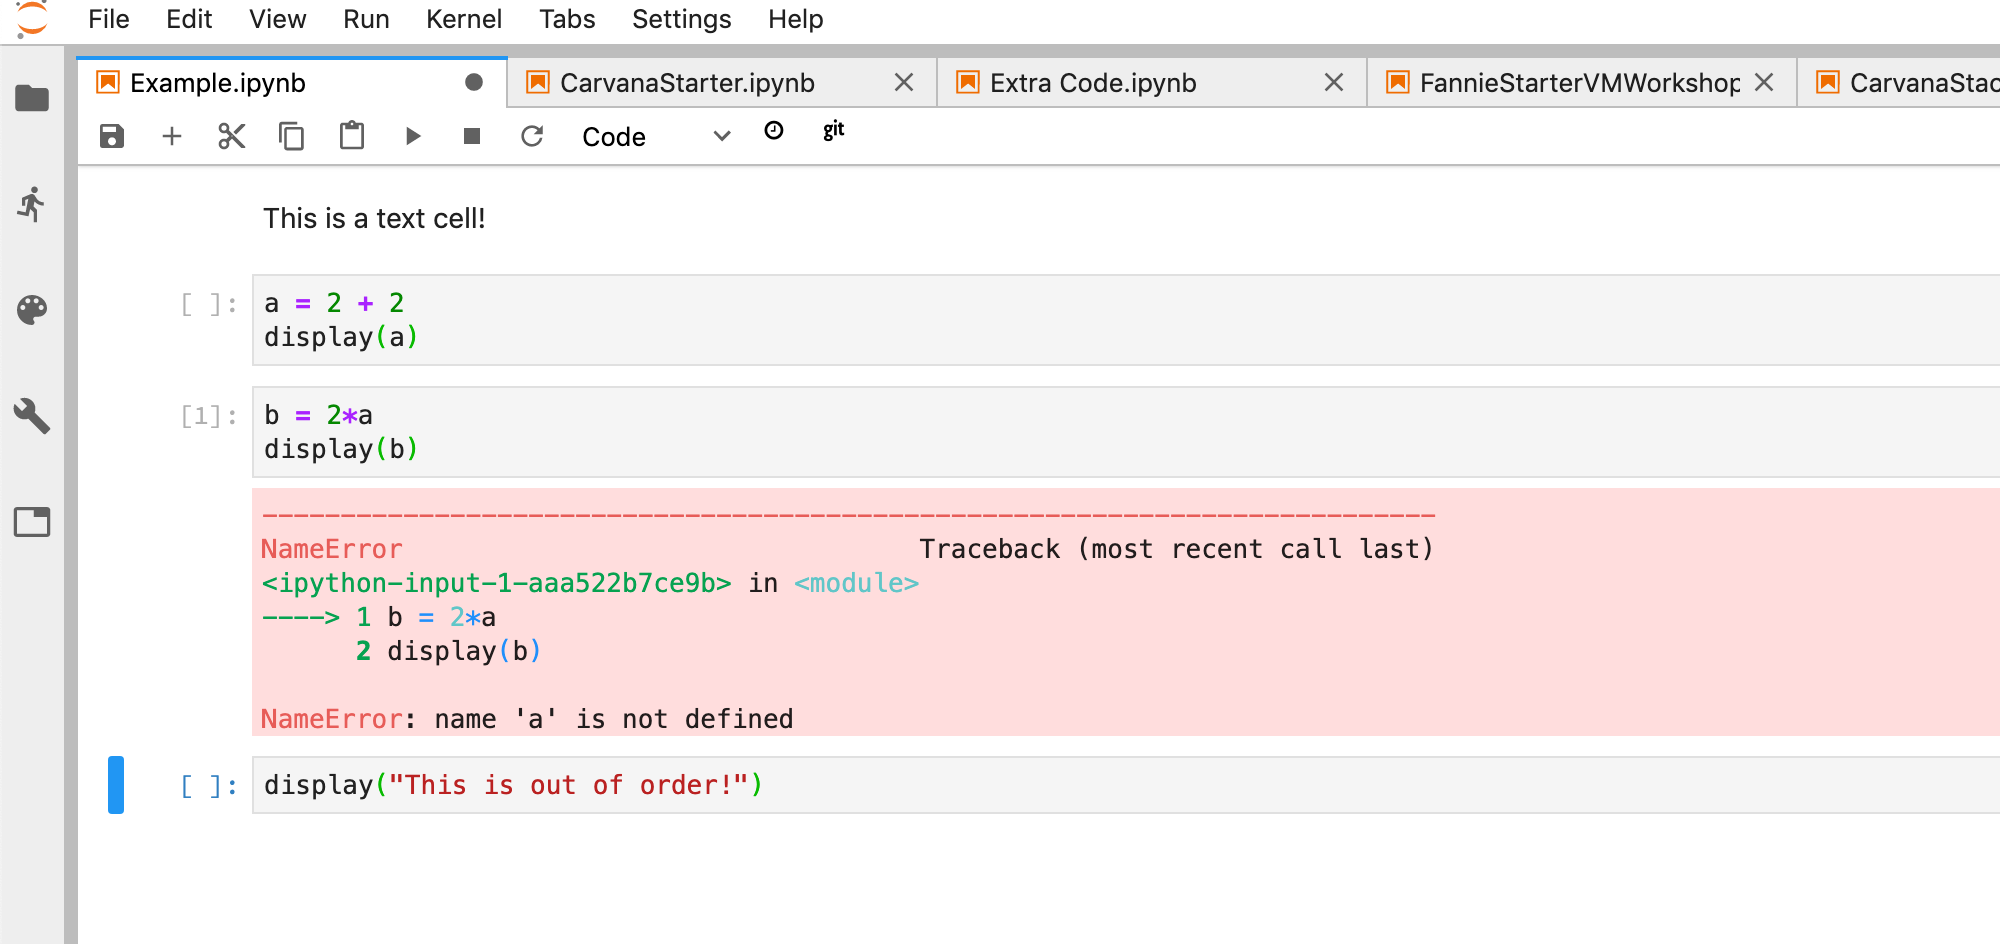 File Edit View Run Kernel Tabs Settings Help
Example.ipynb CarvanaStarter.ipynb Extra Code.ipynb FannieStarterVMWorkshop CarvanaStac
Code git
This is a text cell!
[ ]: a = 2 + 2
display(a)
[1]: b = 2*a
display(b)
---------------------------------------------------------------------------
NameError                                 Traceback (most recent call last)
<ipython-input-1-aaa522b7ce9b> in <module>
----> 1 b = 2*a
      2 display(b)
NameError: name 'a' is not defined
[ ]: display("This is out of order!")